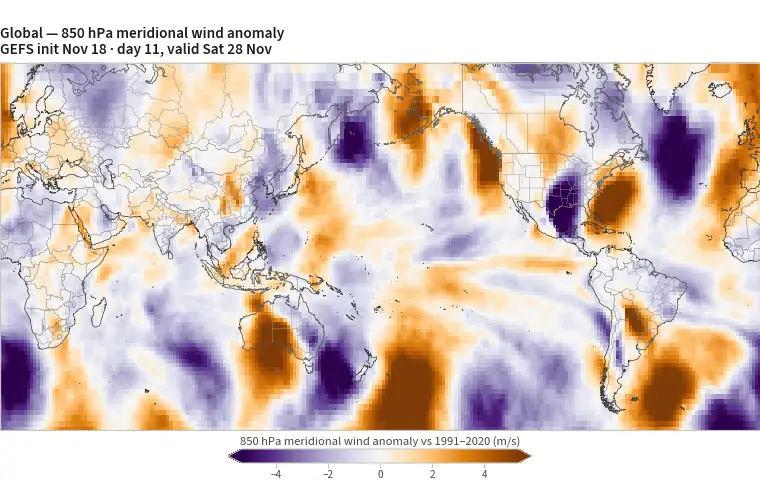 Global — 850 hPa meridional wind anomaly
GEFS init Nov 18 · day 11, valid Sat 28 Nov
850 hPa meridional wind anomaly vs 1991–2020 (m/s)
−4 −2 0 2 4